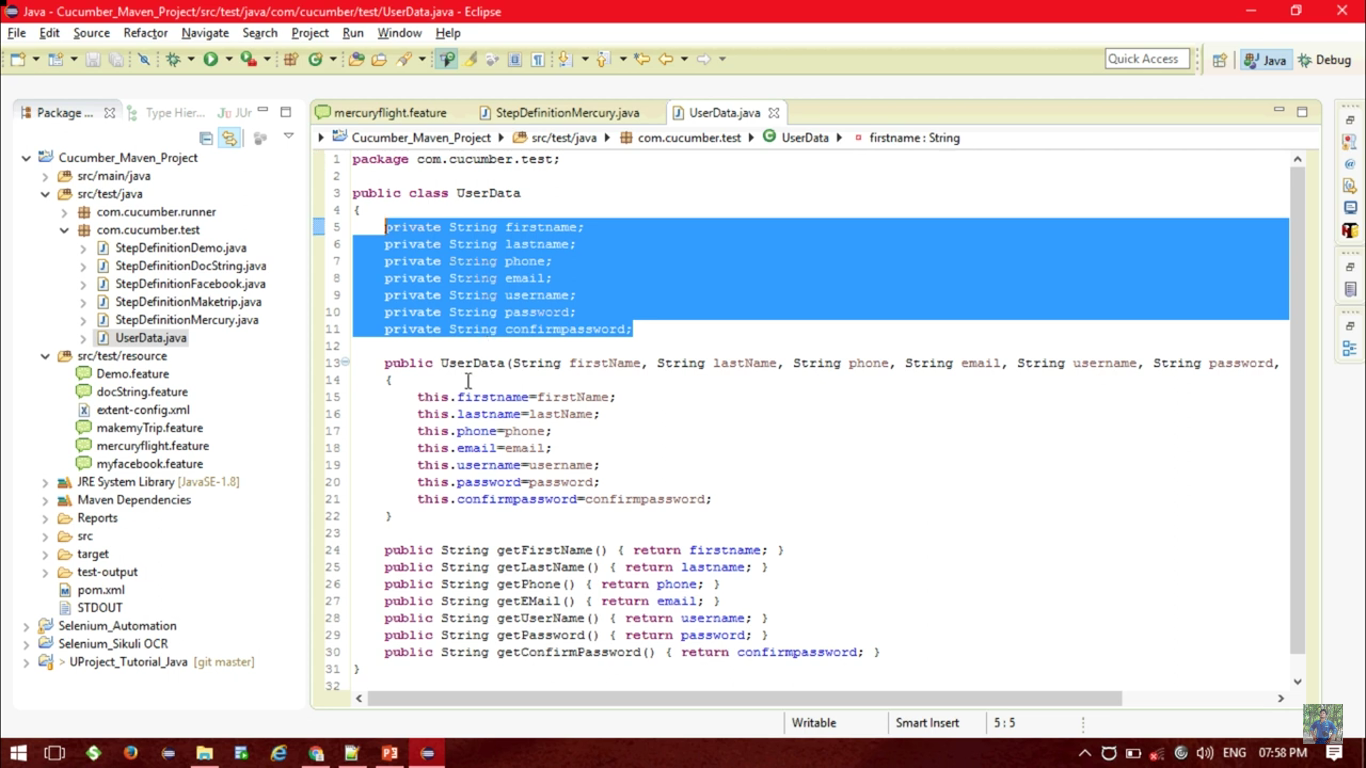 Java - Cucumber_Maven_Project/src/test/java/com/cucumber/test/UserData.java - Eclipse
File Edit Source Refactor Navigate Search Project Run Window Help
Quick Access Java Debug
Package ... Type Hier... JUr
mercuryflight.feature StepDefinitionMercury.java UserData.java
Cucumber_Maven_Project src/test/java com.cucumber.test UserData firstname : String
Cucumber_Maven_Project
src/main/java
src/test/java
com.cucumber.runner
com.cucumber.test
StepDefinitionDemo.java
StepDefinitionDocString.java
StepDefinitionFacebook.java
StepDefinitionMaketrip.java
StepDefinitionMercury.java
UserData.java
src/test/resource
Demo.feature
docString.feature
extent-config.xml
makemyTrip.feature
mercuryflight.feature
myfacebook.feature
JRE System Library [JavaSE-1.8]
Maven Dependencies
Reports
src
target
test-output
pom.xml
STDOUT
Selenium_Automation
Selenium_Sikuli OCR
> UProject_Tutorial_Java [git master]
1 package com.cucumber.test;
2
3 public class UserData
4 {
5 private String firstname;
6 private String lastname;
7 private String phone;
8 private String email;
9 private String username;
10 private String password;
11 private String confirmpassword;
12
13 public UserData(String firstName, String lastName, String phone, String email, String username, String password,
14 {
15 this.firstname=firstName;
16 this.lastname=lastName;
17 this.phone=phone;
18 this.email=email;
19 this.username=username;
20 this.password=password;
21 this.confirmpassword=confirmpassword;
22 }
23
24 public String getFirstName() { return firstname; }
25 public String getLastName() { return lastname; }
26 public String getPhone() { return phone; }
27 public String getEMail() { return email; }
28 public String getUserName() { return username; }
29 public String getPassword() { return password; }
30 public String getConfirmPassword() { return confirmpassword; }
31 }
32
Writable Smart Insert 5 : 5
ENG 07:58 PM